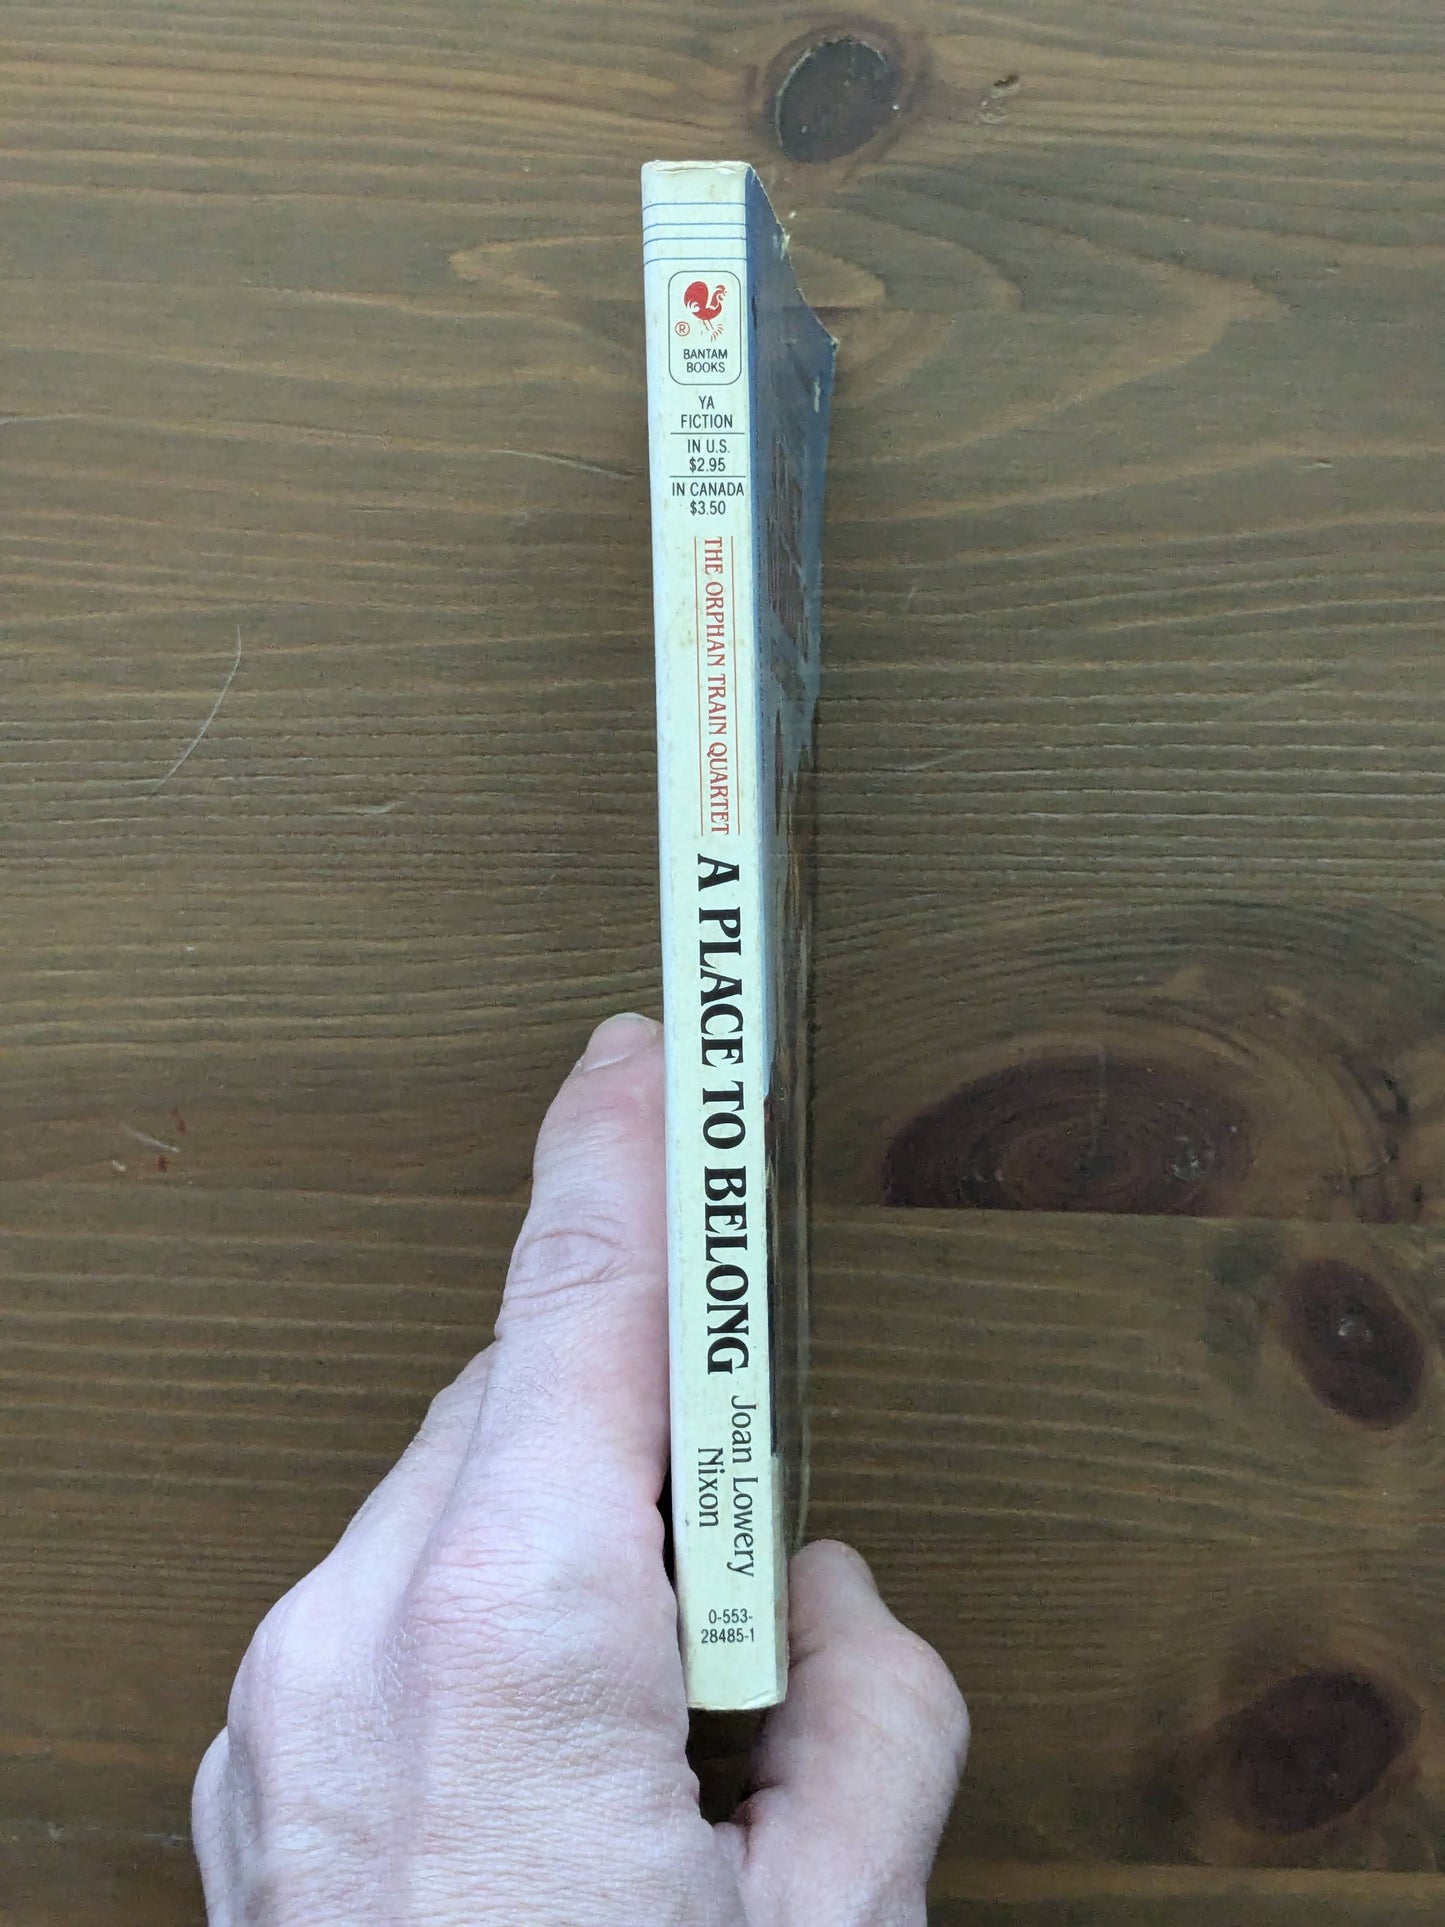 ®
BANTAM
BOOKS
YA
FICTION
IN U.S.
$2.95
IN CANADA
$3.50
THE ORPHAN TRAIN QUARTET
A PLACE TO BELONG
Joan Lowery
Nixon
0-553-
28485-1